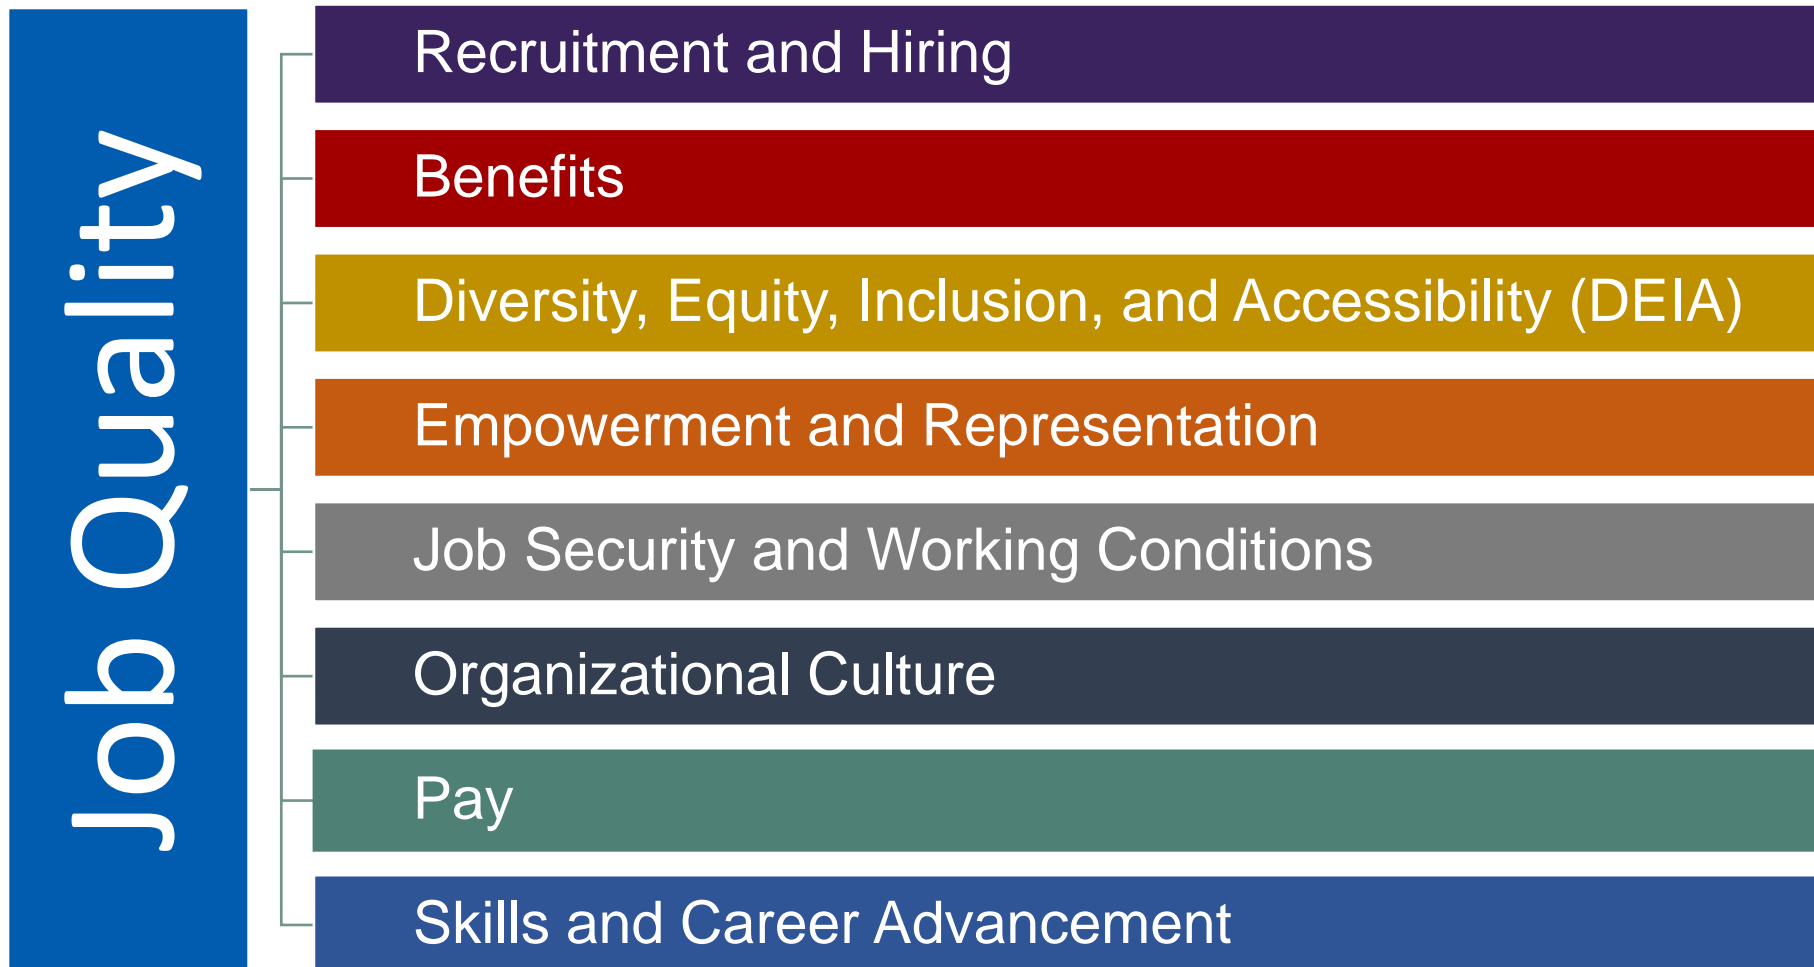 Job Quality
Recruitment and Hiring
Benefits
Diversity, Equity, Inclusion, and Accessibility (DEIA)
Empowerment and Representation
Job Security and Working Conditions
Organizational Culture
Pay
Skills and Career Advancement